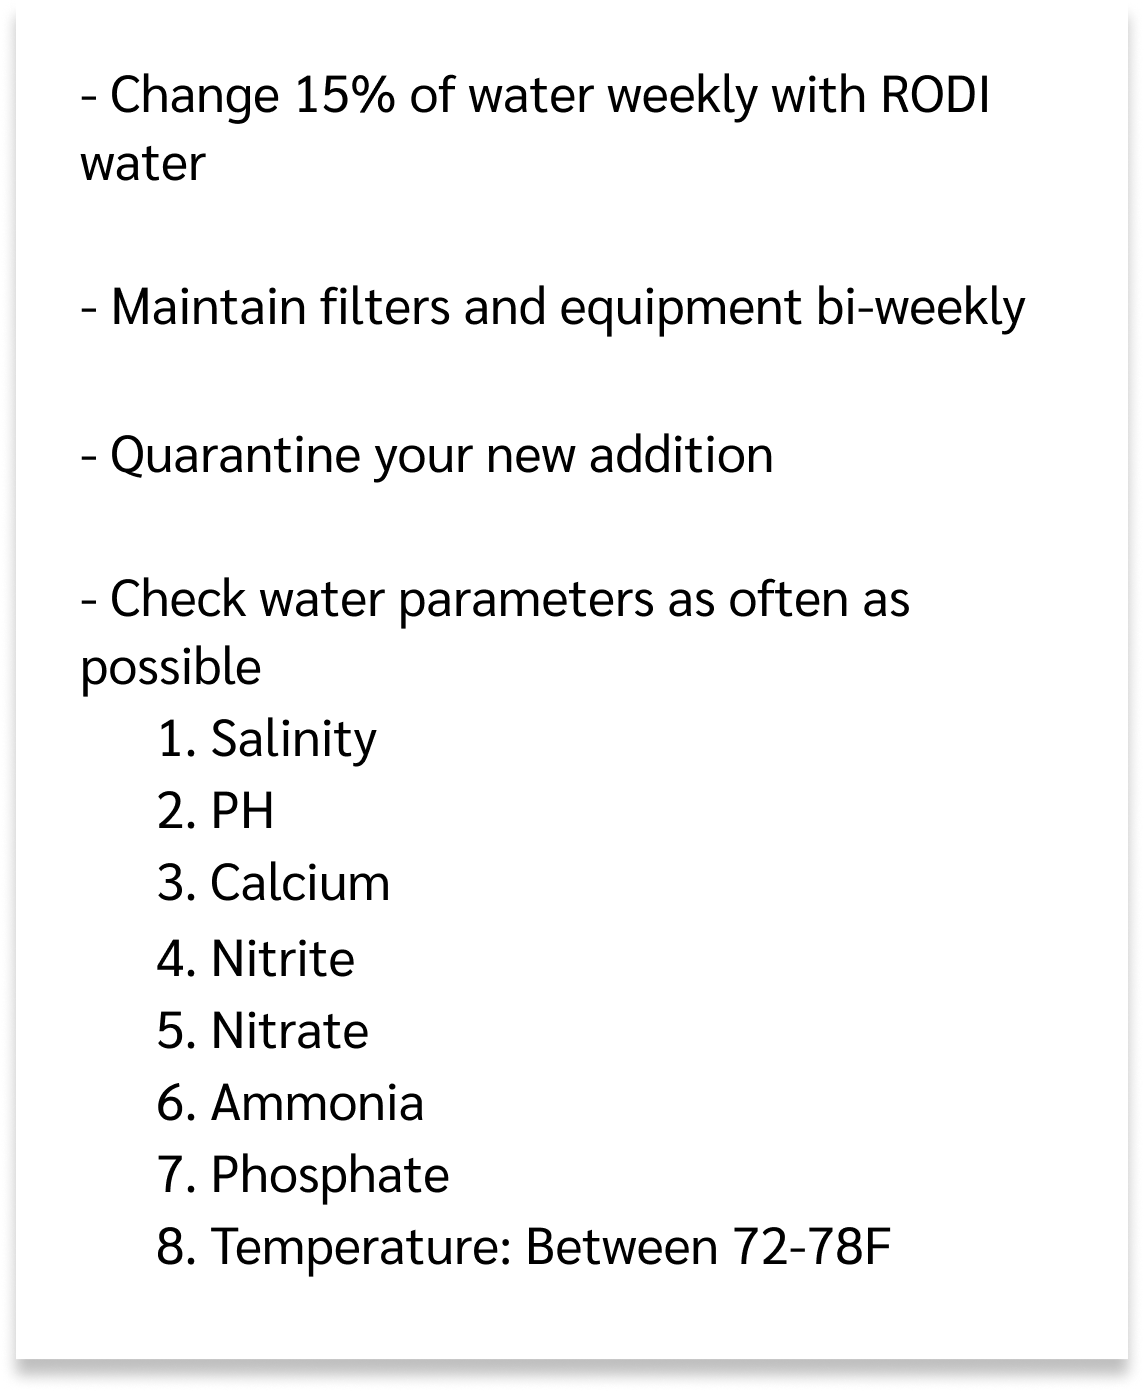 - Change 15% of water weekly with RODI
water
- Maintain filters and equipment bi-weekly
- Quarantine your new addition
- Check water parameters as often as
possible
1. Salinity
2. PH
3. Calcium
4. Nitrite
5. Nitrate
6. Ammonia
7. Phosphate
8. Temperature: Between 72-78F